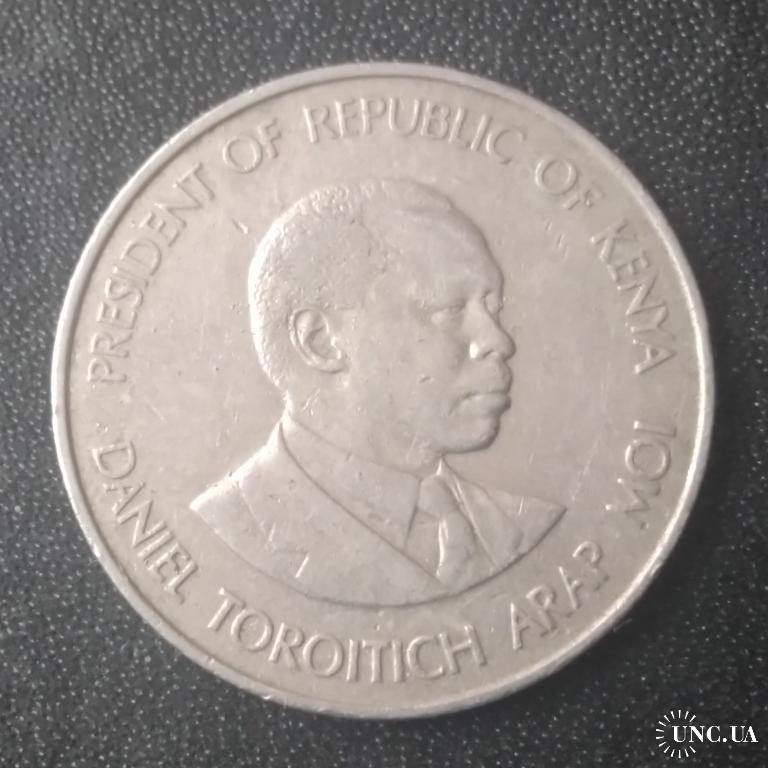 PRESIDENT OF REPUBLIC OF KENYA
DANIEL TOROITICH ARAP MOI
UNC.UA